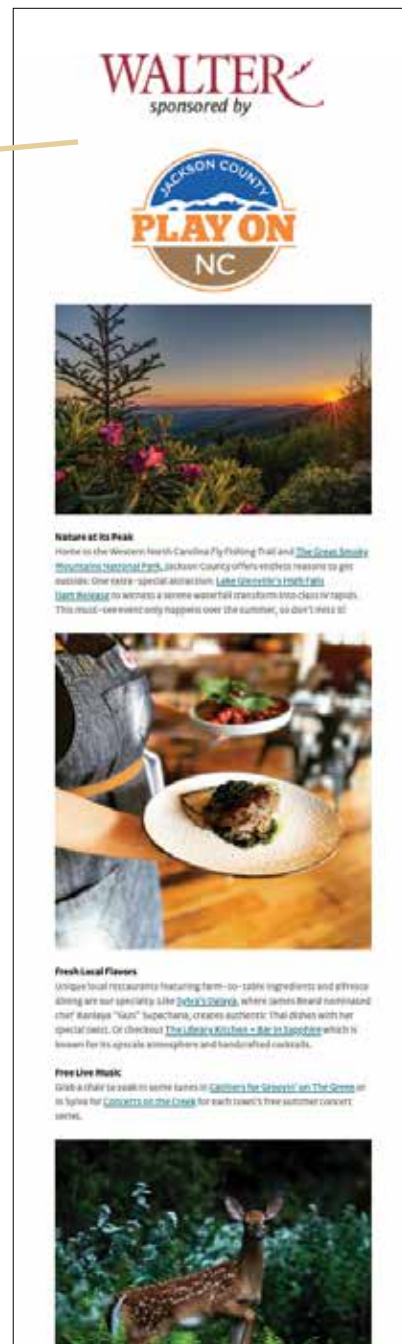 WALTER
sponsored by
JACKSON COUNTY
PLAY ON
NC
Nature at its Peak
Home to the Western North Carolina Fly Fishing Trail and The Great Smoky
Mountains National Park, Jackson County offers endless reasons to get
outside. One extra-special attraction: Lake Glenville's High Falls
Dam Release to witness a serene waterfall transform into class IV rapids.
This must-see event only happens over the summer, so don't miss it!
Fresh Local Flavors
Unique local restaurants featuring farm-to-table ingredients and alfresco
dining are our specialty. Like Sylva's Dalaya, where James Beard nominated
chef Kanlaya "Gun" Supachana, creates authentic Thai dishes with her
special twist. Or checkout The Library Kitchen + Bar in Sapphire which is
known for its upscale atmosphere and handcrafted cocktails.
Free Live Music
Grab a chair to soak in some tunes in Cashiers for Groovin' on The Green or
in Sylva for Concerts on the Creek for each town's free summer concert
series.